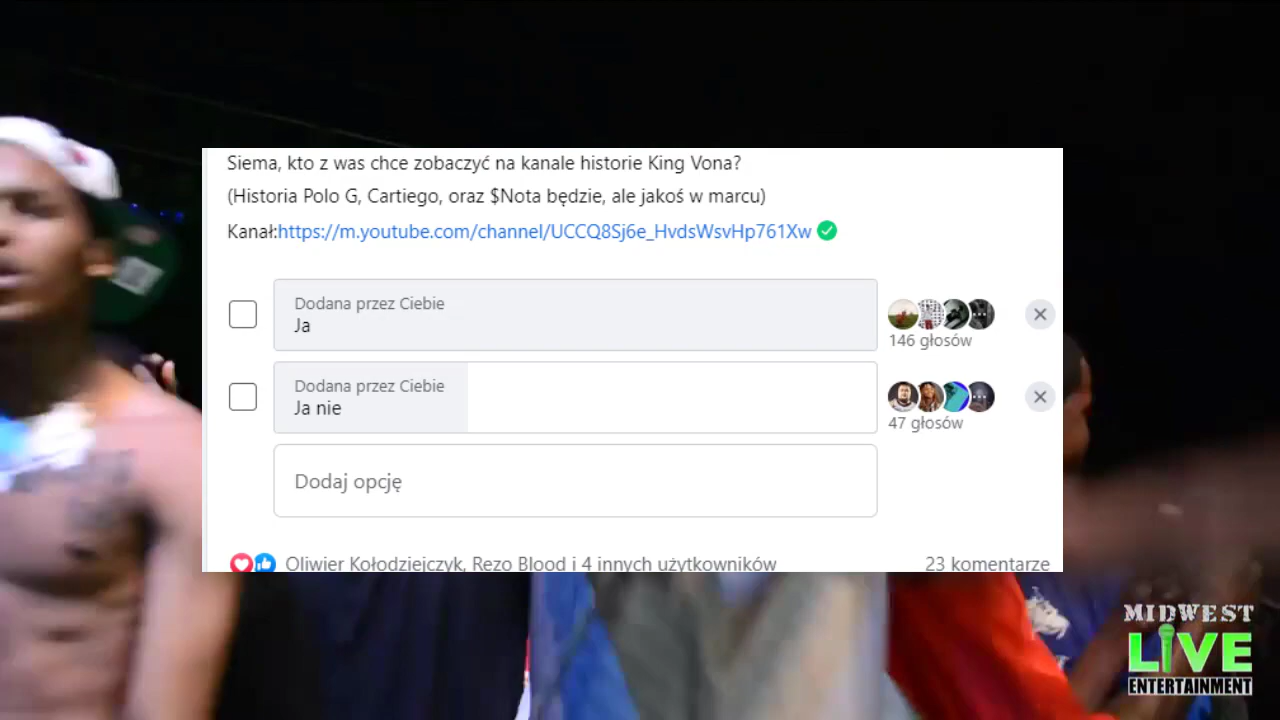 Siema, kto z was chce zobaczyć na kanale historie King Vona?
(Historia Polo G, Cartiego, oraz $Nota będzie, ale jakoś w marcu)
Kanał:https://m.youtube.com/channel/UCCQ8Sj6e_HvdsWsvHp761Xw
Dodana przez Ciebie
Ja
146 głosów
Dodana przez Ciebie
Ja nie
47 głosów
Dodaj opcję
Oliwier Kołodziejczyk, Rezo Blood i 4 innych użytkowników
23 komentarze
MIDWEST
LIVE
ENTERTAINMENT